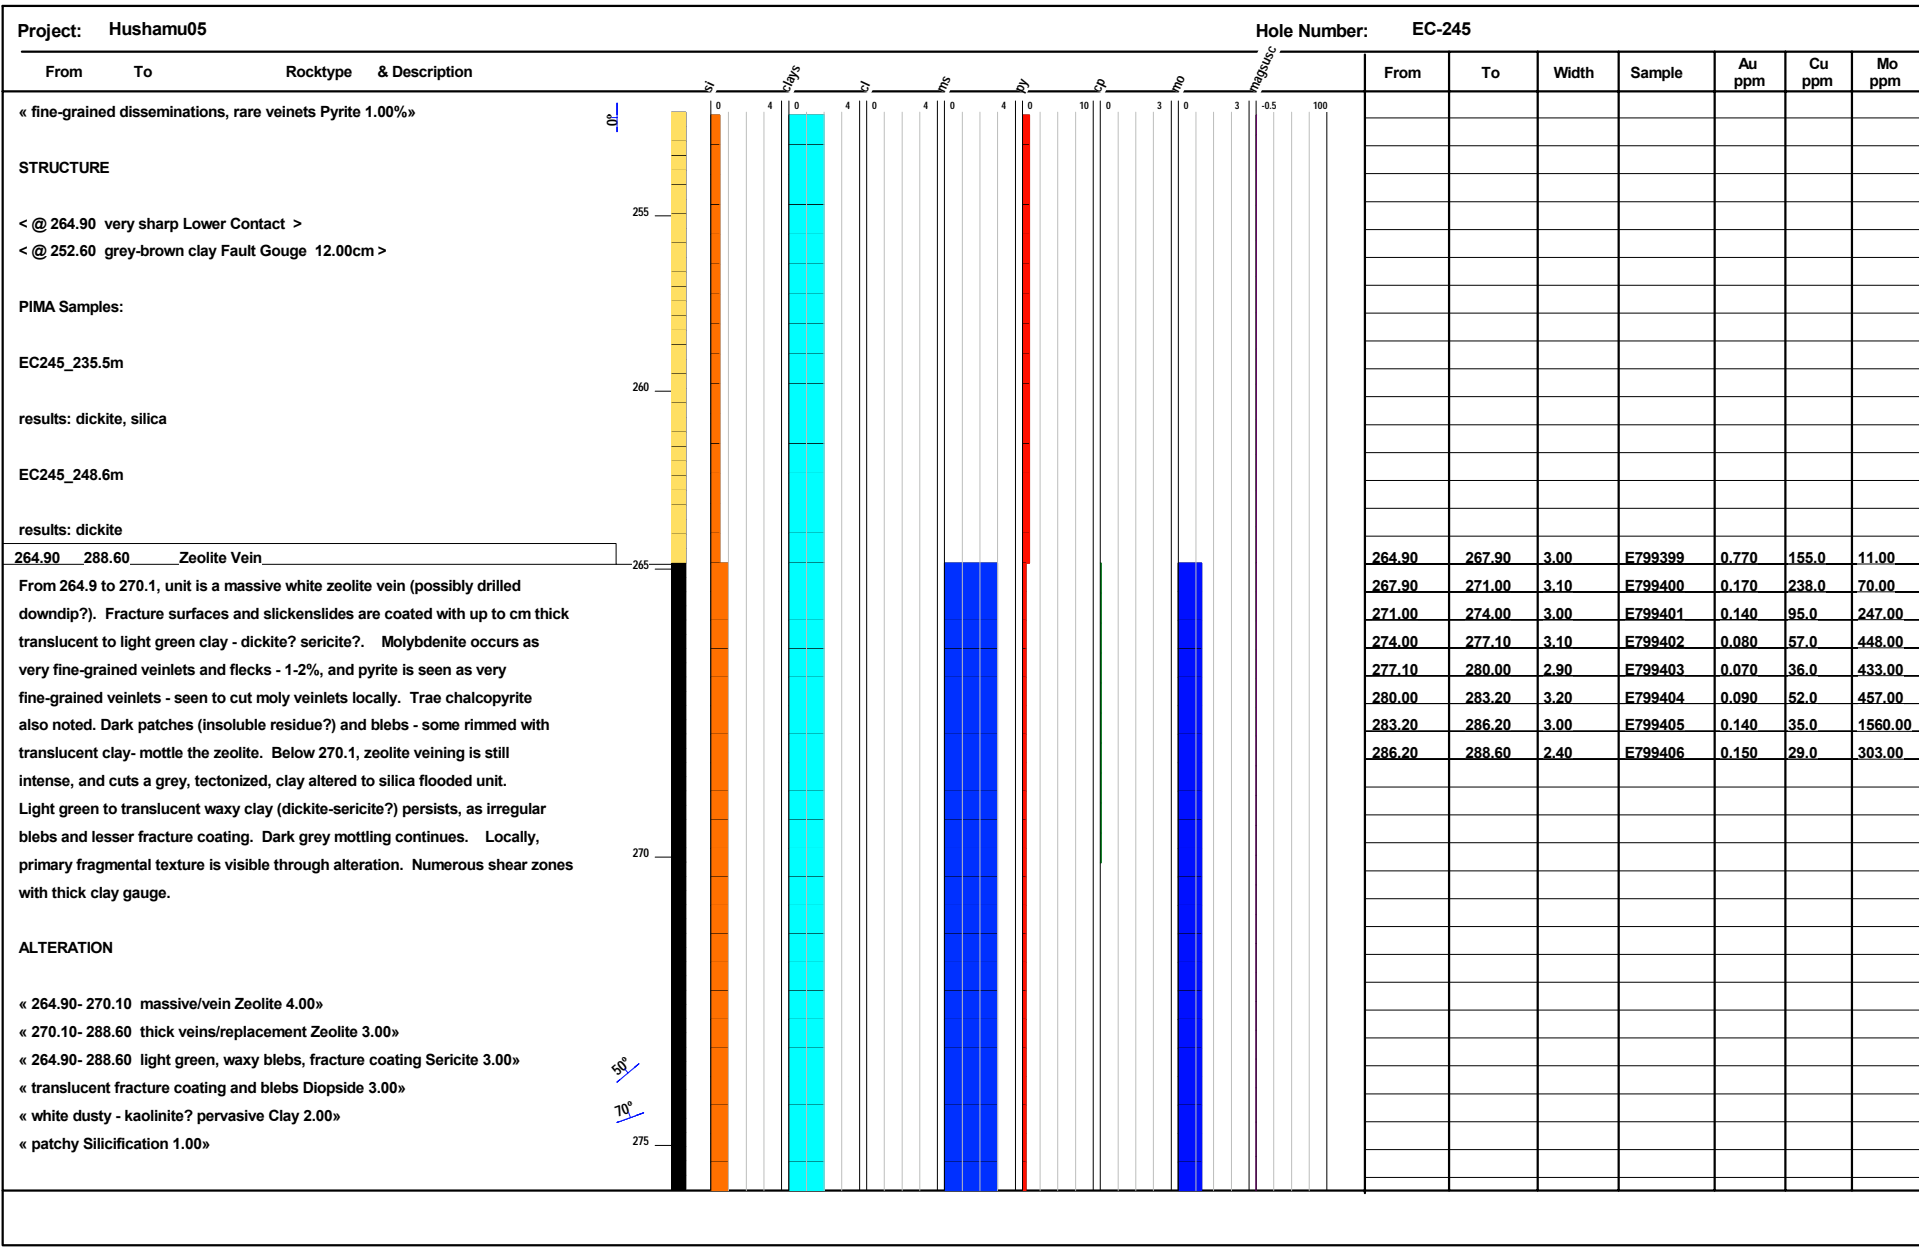 Project: Hushamu05 Hole Number: EC-245
From To Rocktype & Description si clays cl ms py cp mo magsusc From To Width Sample Au ppm Cu ppm Mo ppm
0 4 0 4 0 4 0 4 0 10 0 3 0 3 -0.5 100
« fine-grained disseminations, rare veinets Pyrite 1.00%»
0°
STRUCTURE
< @ 264.90 very sharp Lower Contact >
255
< @ 252.60 grey-brown clay Fault Gouge 12.00cm >
PIMA Samples:
EC245_235.5m
260
results: dickite, silica
EC245_248.6m
results: dickite
264.90 288.60 Zeolite Vein
265
264.90 267.90 3.00 E799399 0.770 155.0 11.00
From 264.9 to 270.1, unit is a massive white zeolite vein (possibly drilled
267.90 271.00 3.10 E799400 0.170 238.0 70.00
downdip?). Fracture surfaces and slickenslides are coated with up to cm thick
271.00 274.00 3.00 E799401 0.140 95.0 247.00
translucent to light green clay - dickite? sericite?. Molybdenite occurs as
274.00 277.10 3.10 E799402 0.080 57.0 448.00
very fine-grained veinlets and flecks - 1-2%, and pyrite is seen as very
277.10 280.00 2.90 E799403 0.070 36.0 433.00
fine-grained veinlets - seen to cut moly veinlets locally. Trae chalcopyrite
280.00 283.20 3.20 E799404 0.090 52.0 457.00
also noted. Dark patches (insoluble residue?) and blebs - some rimmed with
283.20 286.20 3.00 E799405 0.140 35.0 1560.00
translucent clay- mottle the zeolite. Below 270.1, zeolite veining is still
286.20 288.60 2.40 E799406 0.150 29.0 303.00
intense, and cuts a grey, tectonized, clay altered to silica flooded unit.
Light green to translucent waxy clay (dickite-sericite?) persists, as irregular
blebs and lesser fracture coating. Dark grey mottling continues. Locally,
270
primary fragmental texture is visible through alteration. Numerous shear zones
with thick clay gauge.
ALTERATION
« 264.90- 270.10 massive/vein Zeolite 4.00»
« 270.10- 288.60 thick veins/replacement Zeolite 3.00»
« 264.90- 288.60 light green, waxy blebs, fracture coating Sericite 3.00»
50°
« translucent fracture coating and blebs Diopside 3.00»
70°
« white dusty - kaolinite? pervasive Clay 2.00»
275
« patchy Silicification 1.00»